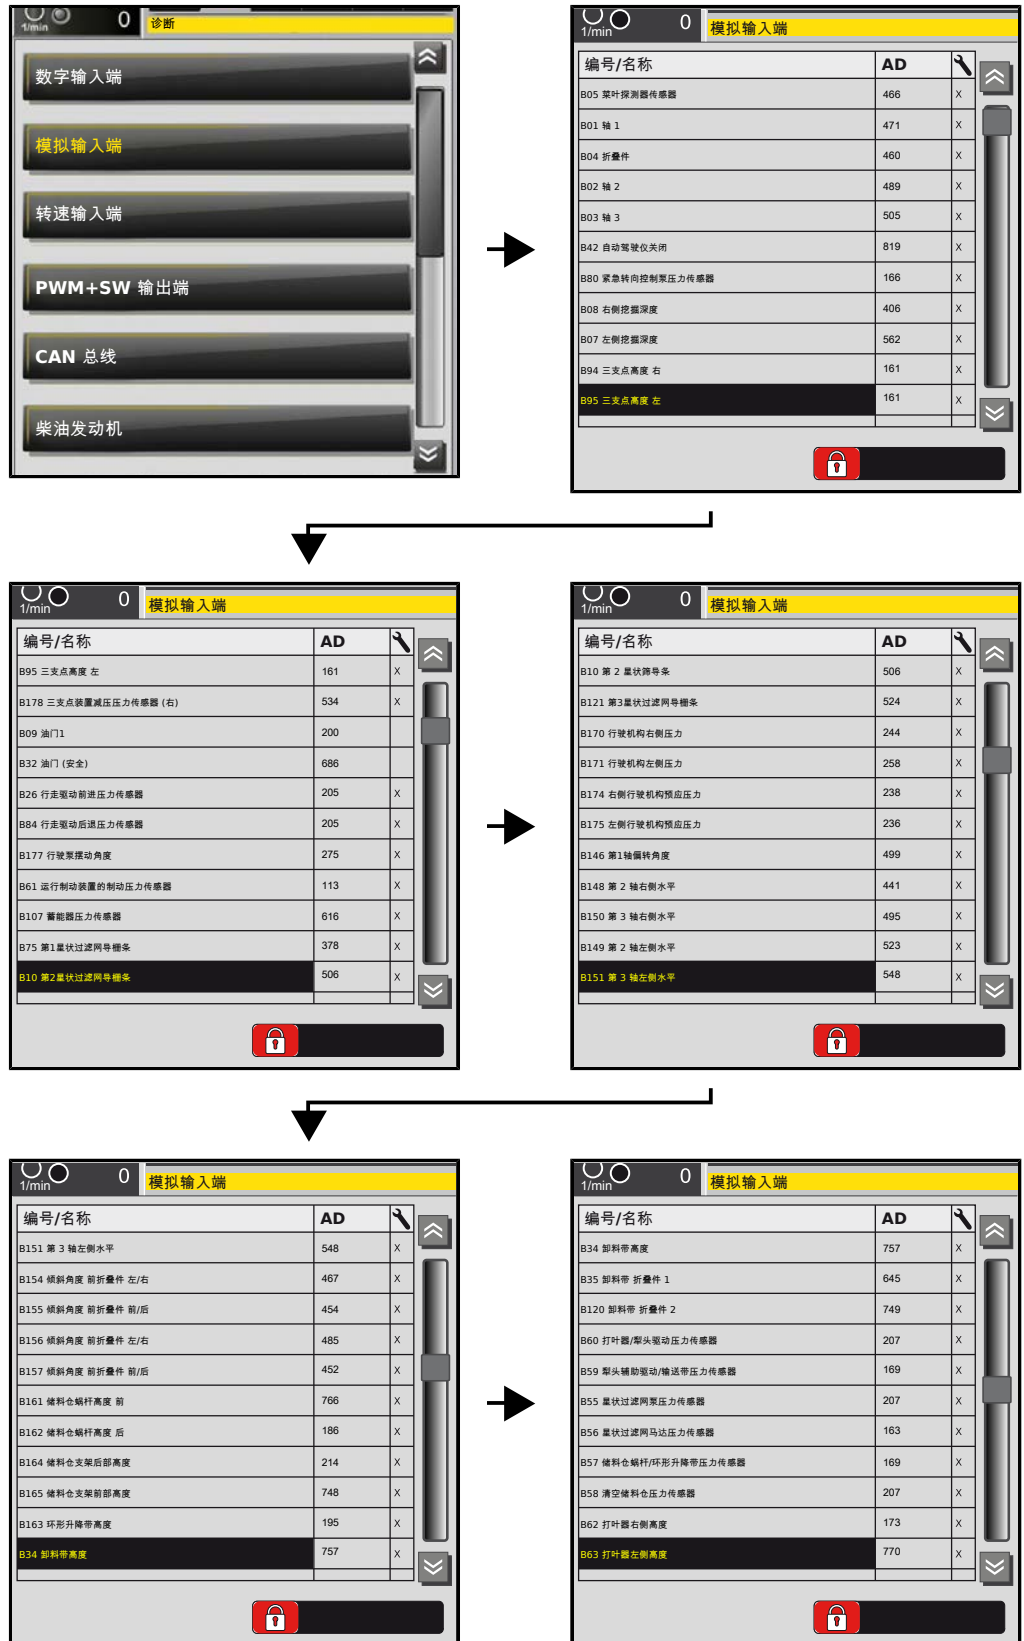 1/min 0 诊断
数字输入端
模拟输入端
转速输入端
PWM+SW 输出端
CAN 总线
柴油发动机
1/min 0 模拟输入端
编号/名称 AD
B05 菜叶探测器传感器 466 X
B01 轴 1 471 X
B04 折叠件 460 X
B02 轴 2 489 X
B03 轴 3 505 X
B42 自动驾驶仪关闭 819 X
B80 紧急转向控制泵压力传感器 166 X
B08 右侧挖掘深度 406 X
B07 左侧挖掘深度 562 X
B94 三支点高度 右 161 X
B95 三支点高度 左 161 X
1/min 0 模拟输入端
编号/名称 AD
B95 三支点高度 左 161 X
B178 三支点装置减压压力传感器 (右) 534 X
B09 油门1 200
B32 油门 (安全) 686
B26 行走驱动前进压力传感器 205 X
B84 行走驱动后退压力传感器 205 X
B177 行驶泵摆动角度 275 X
B61 运行制动装置的制动压力传感器 113 X
B107 蓄能器压力传感器 616 X
B75 第1星状过滤网导栅条 378 X
B10 第2星状过滤网导栅条 506 X
1/min 0 模拟输入端
编号/名称 AD
B10 第 2 星状筛导条 506 X
B121 第3星状过滤网导栅条 524 X
B170 行驶机构右侧压力 244 X
B171 行驶机构左侧压力 258 X
B174 右侧行驶机构预应压力 238 X
B175 左侧行驶机构预应压力 236 X
B146 第1轴偏转角度 499 X
B148 第 2 轴右侧水平 441 X
B150 第 3 轴右侧水平 495 X
B149 第 2 轴左侧水平 523 X
B151 第 3 轴左侧水平 548 X
1/min 0 模拟输入端
编号/名称 AD
B151 第 3 轴左侧水平 548 X
B154 倾斜角度 前折叠件 左/右 467 X
B155 倾斜角度 前折叠件 前/后 454 X
B156 倾斜角度 前折叠件 左/右 485 X
B157 倾斜角度 前折叠件 前/后 452 X
B161 储料仓蜗杆高度 前 766 X
B162 储料仓蜗杆高度 后 186 X
B164 储料仓支架后部高度 214 X
B165 储料仓支架前部高度 748 X
B163 环形升降带高度 195 X
B34 卸料带高度 757 X
1/min 0 模拟输入端
编号/名称 AD
B34 卸料带高度 757 X
B35 卸料带 折叠件 1 645 X
B120 卸料带 折叠件 2 749 X
B60 打叶器/犁头驱动压力传感器 207 X
B59 犁头辅助驱动/输送带压力传感器 169 X
B55 星状过滤网泵压力传感器 207 X
B56 星状过滤网马达压力传感器 163 X
B57 储料仓蜗杆/环形升降带压力传感器 169 X
B58 清空储料仓压力传感器 207 X
B62 打叶器右侧高度 173 X
B63 打叶器左侧高度 770 X